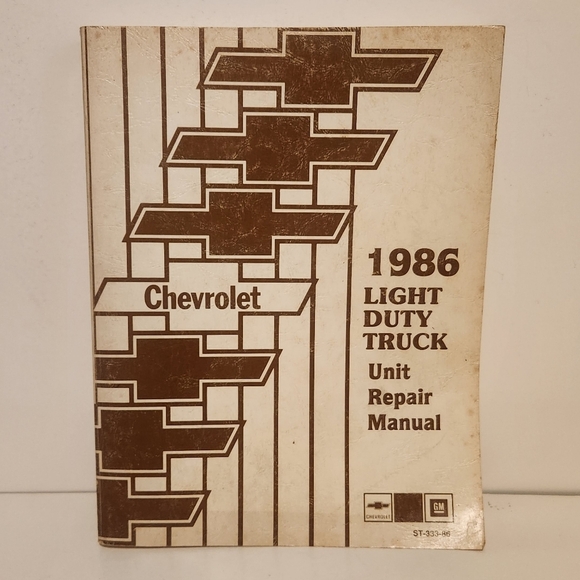 Chevrolet
1986
LIGHT
DUTY
TRUCK
Unit
Repair
Manual
CHEVROLET
GM
ST-333-86